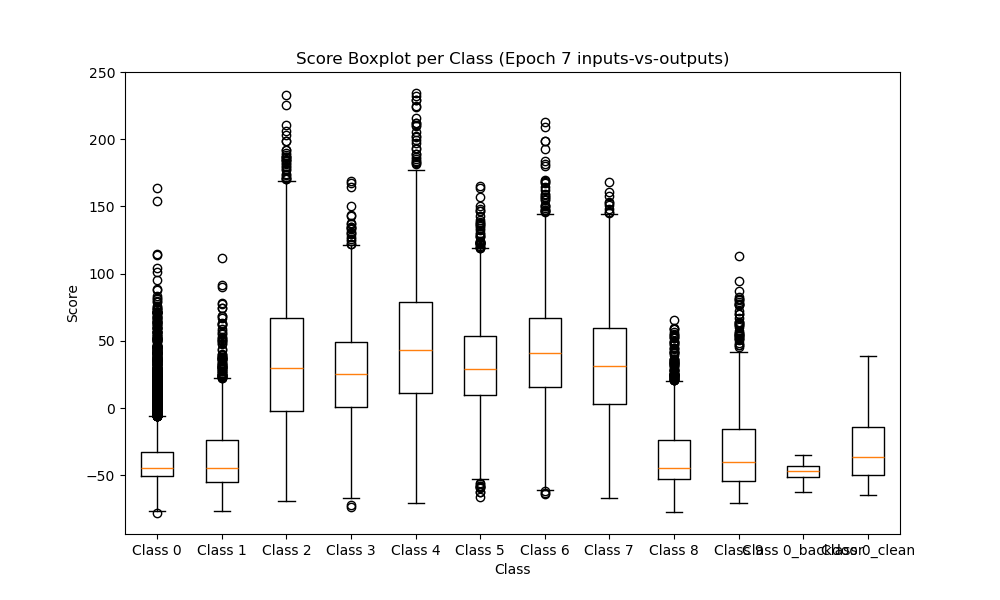 Score Boxplot per Class (Epoch 7 inputs-vs-outputs)
250
200
150
100
50
0
−50
Score
Class 0 Class 1 Class 2 Class 3 Class 4 Class 5 Class 6 Class 7 Class 8 Class 9 Class 0_backdoor Class 0_clean
Class